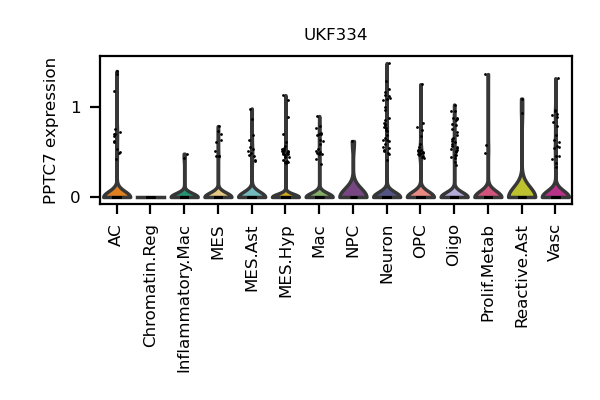 UKF334
PPTC7 expression
1
0
AC
Chromatin.Reg
Inflammatory.Mac
MES
MES.Ast
MES.Hyp
Mac
NPC
Neuron
OPC
Oligo
Prolif.Metab
Reactive.Ast
Vasc